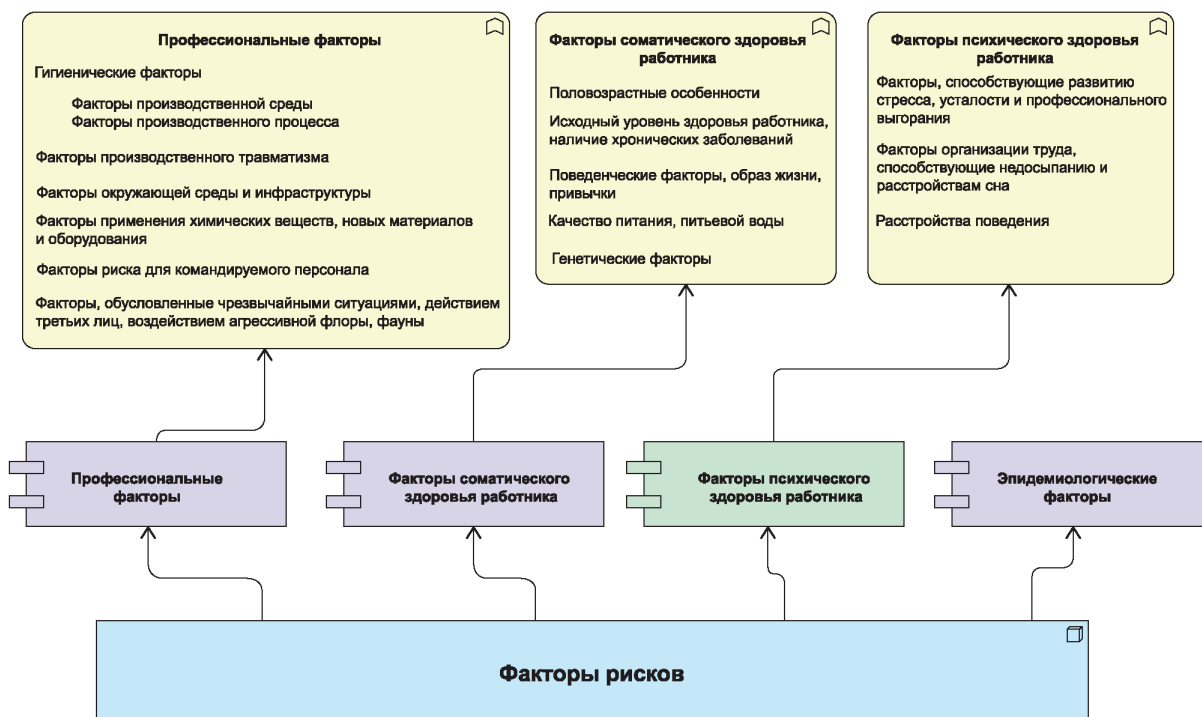 Профессиональные факторы
Гигиенические факторы
Факторы производственной среды
Факторы производственного процесса
Факторы производственного травматизма
Факторы окружающей среды и инфраструктуры
Факторы применения химических веществ, новых материалов
и оборудования
Факторы риска для командируемого персонала
Факторы, обусловленные чрезвычайными ситуациями, действием
третьих лиц, воздействием агрессивной флоры, фауны
Факторы соматического здоровья
работника
Половозрастные особенности
Исходный уровень здоровья работника,
наличие хронических заболеваний
Поведенческие факторы, образ жизни,
привычки
Качество питания, питьевой воды
Генетические факторы
Факторы психического здоровья
работника
Факторы, способствующие развитию
стресса, усталости и профессионального
выгорания
Факторы организации труда,
способствующие недосыпанию и
расстройствам сна
Расстройства поведения
Профессиональные
факторы
Факторы соматического
здоровья работника
Факторы психического
здоровья работника
Эпидемиологические
факторы
Факторы рисков